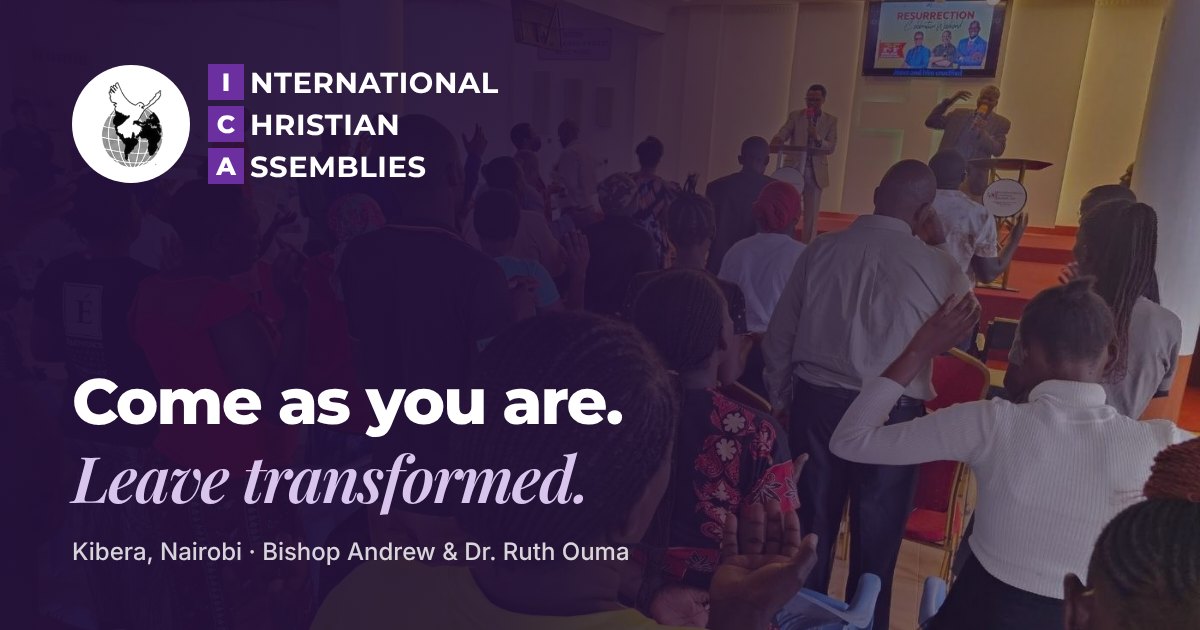 INTERNATIONAL
CHRISTIAN
ASSEMBLIES
RESURRECTION
Come as you are.
Leave transformed.
Kibera, Nairobi · Bishop Andrew & Dr. Ruth Ouma